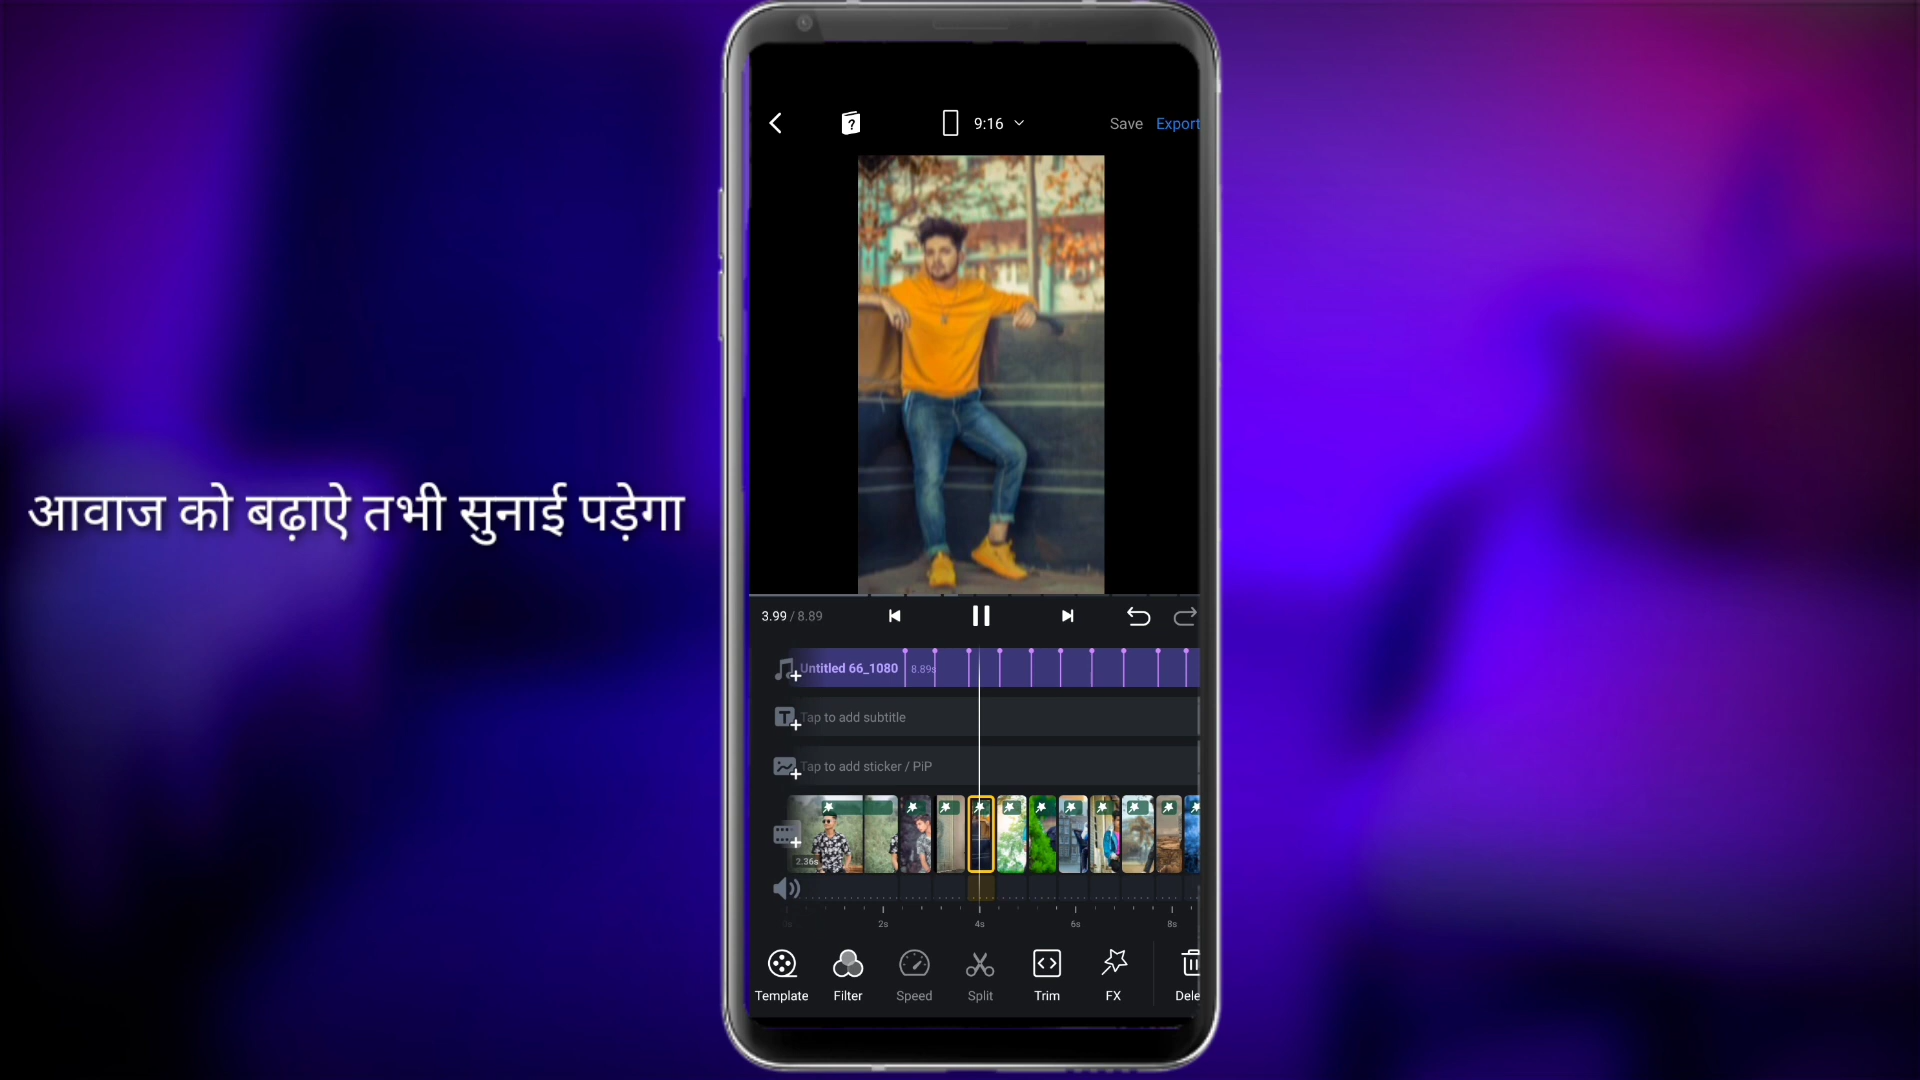 9:16
Save
Export
आवाज को बढ़ाऐ तभी सुनाई पड़ेगा
3.99 / 8.89
Untitled 66_1080
8.89s
Tap to add subtitle
Tap to add sticker / PiP
2.36s
0s
2s
4s
6s
8s
Template
Filter
Speed
Split
Trim
FX
Dele